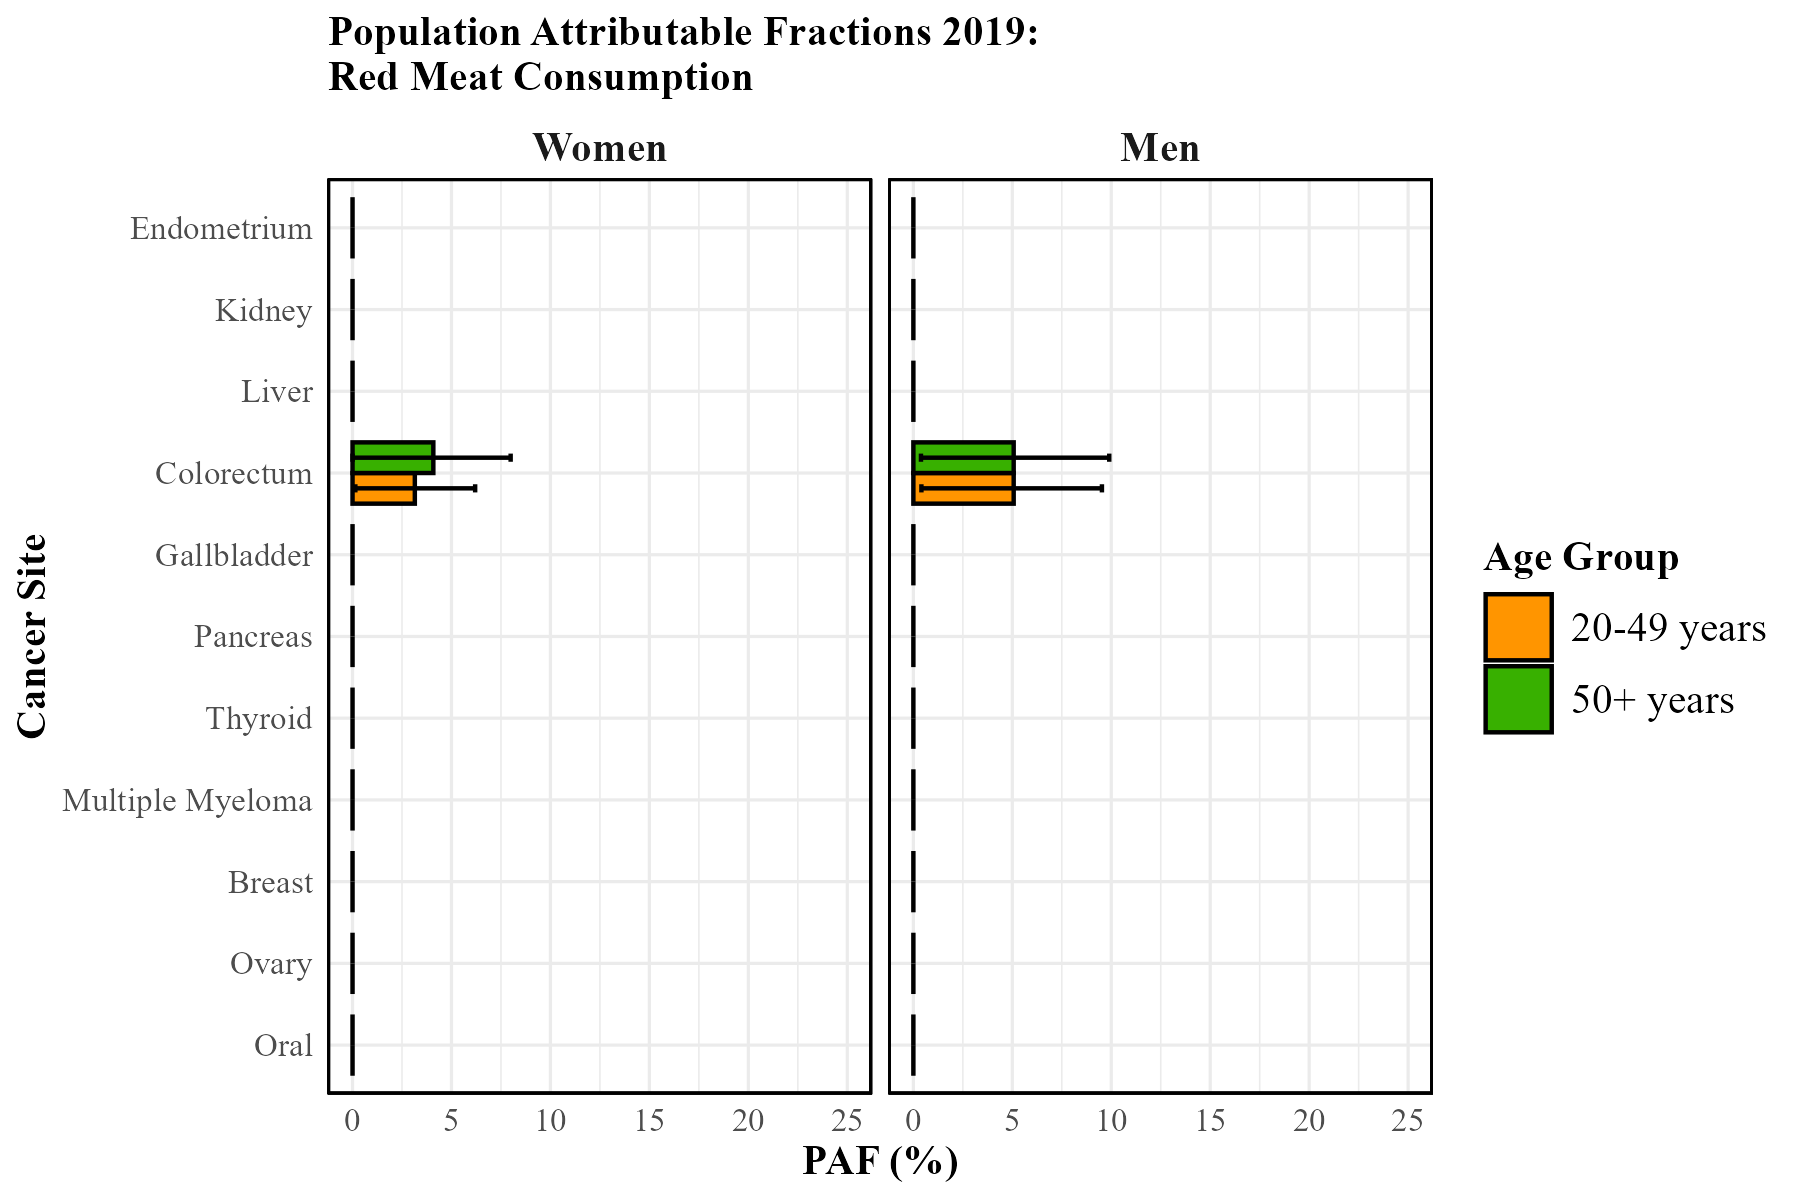 Population Attributable Fractions 2019:
Red Meat Consumption
Women
Men
Cancer Site
Endometrium
Kidney
Liver
Colorectum
Gallbladder
Pancreas
Thyroid
Multiple Myeloma
Breast
Ovary
Oral
0 5 10 15 20 25
0 5 10 15 20 25
PAF (%)
Age Group
20-49 years
50+ years